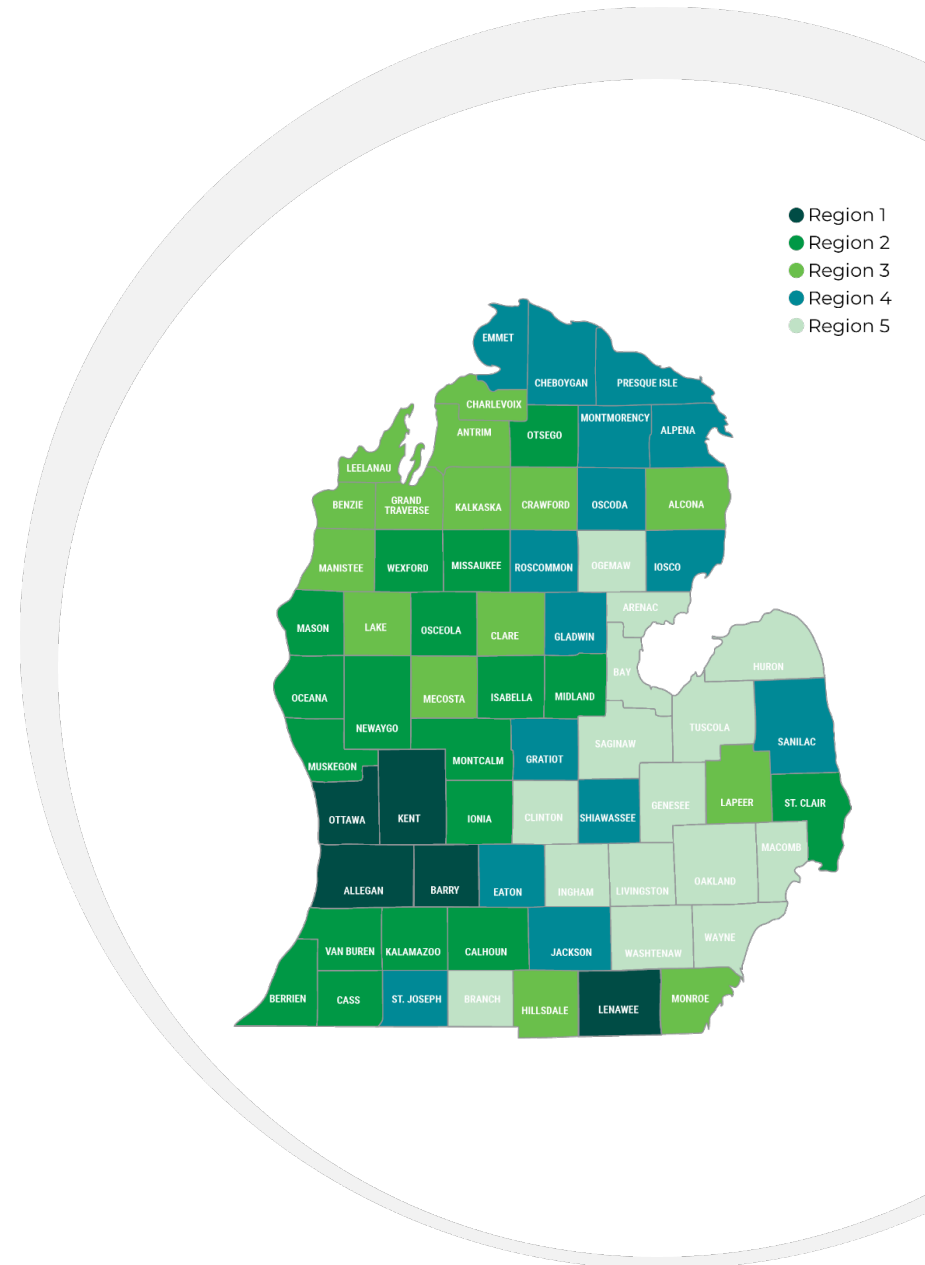 Region 1
Region 2
Region 3
Region 4
Region 5
EMMET
CHEBOYGAN
PRESQUE ISLE
CHARLEVOIX
MONTMORENCY
ANTRIM
OTSEGO
ALPENA
LEELANAU
BENZIE
GRAND
TRAVERSE
KALKASKA
CRAWFORD
OSCODA
ALCONA
MANISTEE
WEXFORD
MISSAUKEE
ROSCOMMON
OGEMAW
IOSCO
ARENAC
MASON
LAKE
OSCEOLA
CLARE
GLADWIN
HURON
BAY
OCEANA
NEWAYGO
MECOSTA
ISABELLA
MIDLAND
TUSCOLA
SANILAC
SAGINAW
MUSKEGON
MONTCALM
GRATIOT
OTTAWA
KENT
IONIA
CLINTON
SHIAWASSEE
GENESEE
LAPEER
ST. CLAIR
MACOMB
ALLEGAN
BARRY
EATON
INGHAM
LIVINGSTON
OAKLAND
VAN BUREN
KALAMAZOO
CALHOUN
JACKSON
WASHTENAW
WAYNE
BERRIEN
CASS
ST. JOSEPH
BRANCH
HILLSDALE
LENAWEE
MONROE